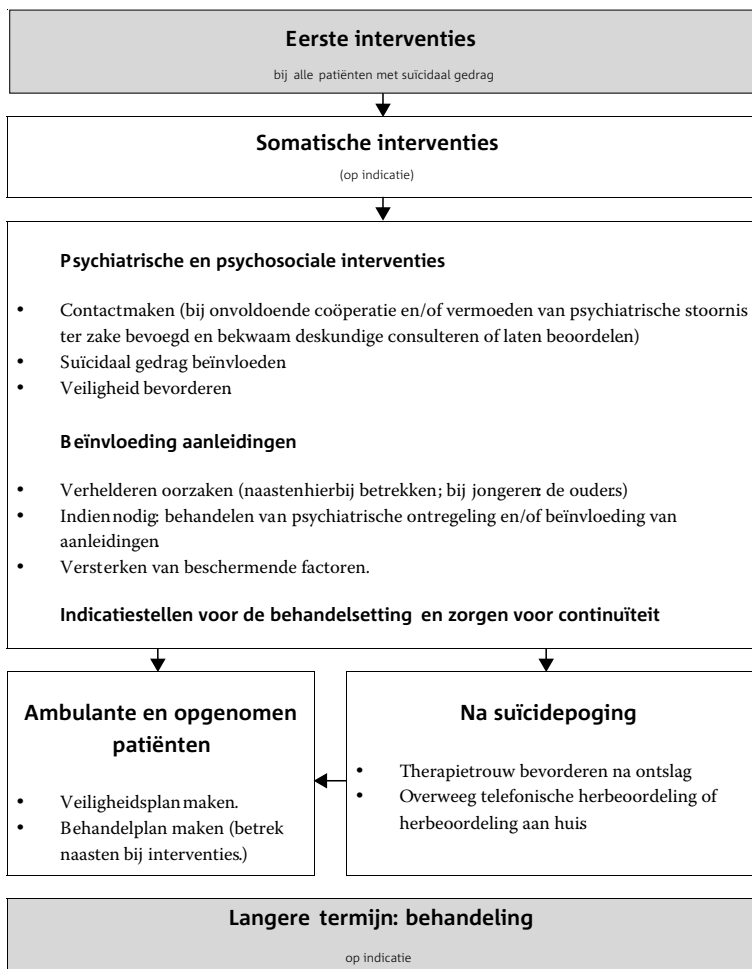 Eerste interventies
bij alle patiënten met suïcidaal gedrag
Somatische interventies
(op indicatie)
Psychiatrische en psychosociale interventies
• Contactmaken (bij onvoldoende coöperatie en/of vermoeden van psychiatrische stoornis
ter zake bevoegd en bekwaam deskundige consulteren of laten beoordelen)
• Suïcidaal gedrag beïnvloeden
• Veiligheid bevorderen
Beïnvloeding aanleidingen
• Verhelderen oorzaken (naasten hierbij betrekken; bij jongeren: de ouders)
• Indien nodig: behandelen van psychiatrische ontregeling en/of beïnvloeding van
aanleidingen
• Versterken van beschermende factoren.
Indicatiestellen voor de behandelsetting en zorgen voor continuïteit
Ambulante en opgenomen
patiënten
• Veiligheidsplan maken.
• Behandelplan maken (betrek
naasten bij interventies.)
Na suïcidepoging
• Therapietrouw bevorderen na ontslag
• Overweeg telefonische herbeoordeling of
herbeoordeling aan huis
Langere termijn: behandeling
op indicatie